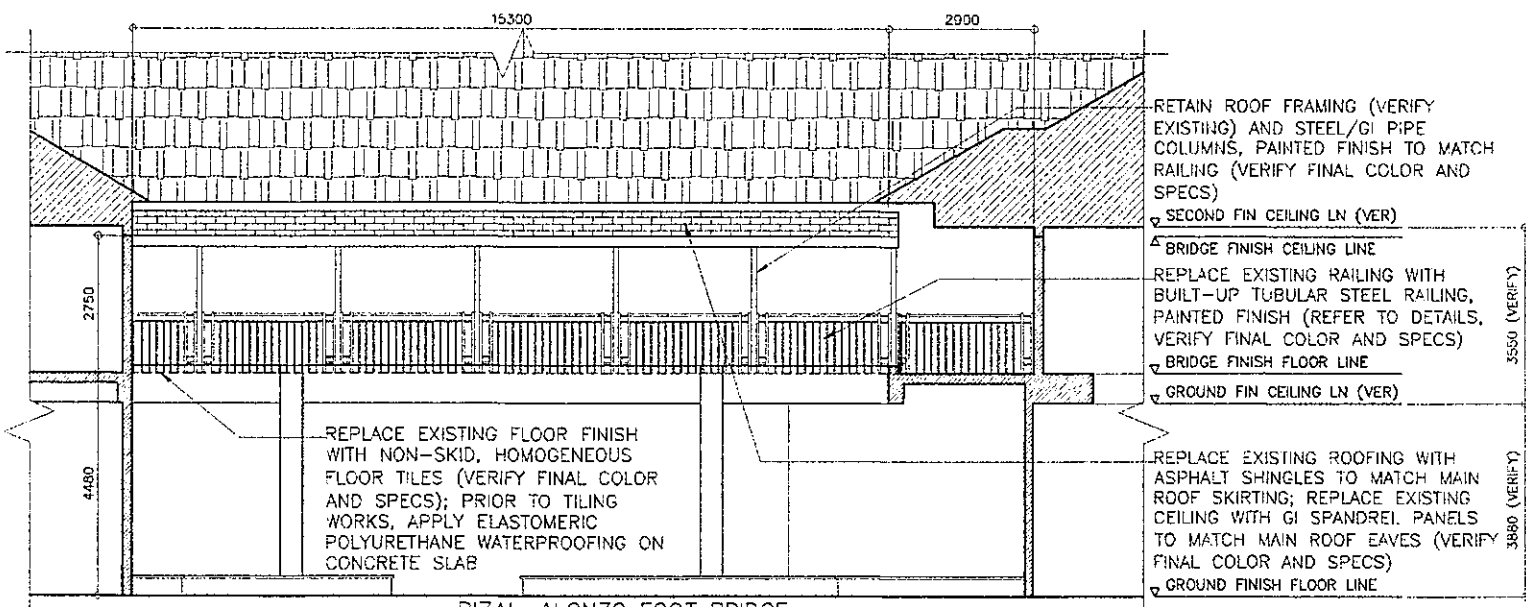 15300
2900
RETAIN ROOF FRAMING (VERIFY
EXISTING) AND STEEL/GI PIPE
COLUMNS, PAINTED FINISH TO MATCH
RAILING (VERIFY FINAL COLOR AND
SPECS)
SECOND FIN CEILING LN (VER)
BRIDGE FINISH CEILING LINE
REPLACE EXISTING RAILING WITH
BUILT-UP TUBULAR STEEL RAILING,
PAINTED FINISH (REFER TO DETAILS,
VERIFY FINAL COLOR AND SPECS)
BRIDGE FINISH FLOOR LINE
GROUND FIN CEILING LN (VER)
3550 (VERIFY)
2750
4480
REPLACE EXISTING FLOOR FINISH
WITH NON-SKID, HOMOGENEOUS
FLOOR TILES (VERIFY FINAL COLOR
AND SPECS); PRIOR TO TILING
WORKS, APPLY ELASTOMERIC
POLYURETHANE WATERPROOFING ON
CONCRETE SLAB
REPLACE EXISTING ROOFING WITH
ASPHALT SHINGLES TO MATCH MAIN
ROOF SKIRTING; REPLACE EXISTING
CEILING WITH GI SPANDREL PANELS
TO MATCH MAIN ROOF EAVES (VERIFY
FINAL COLOR AND SPECS)
3880 (VERIFY)
GROUND FINISH FLOOR LINE
RIZAL-ALONZO FOOT BRIDGE